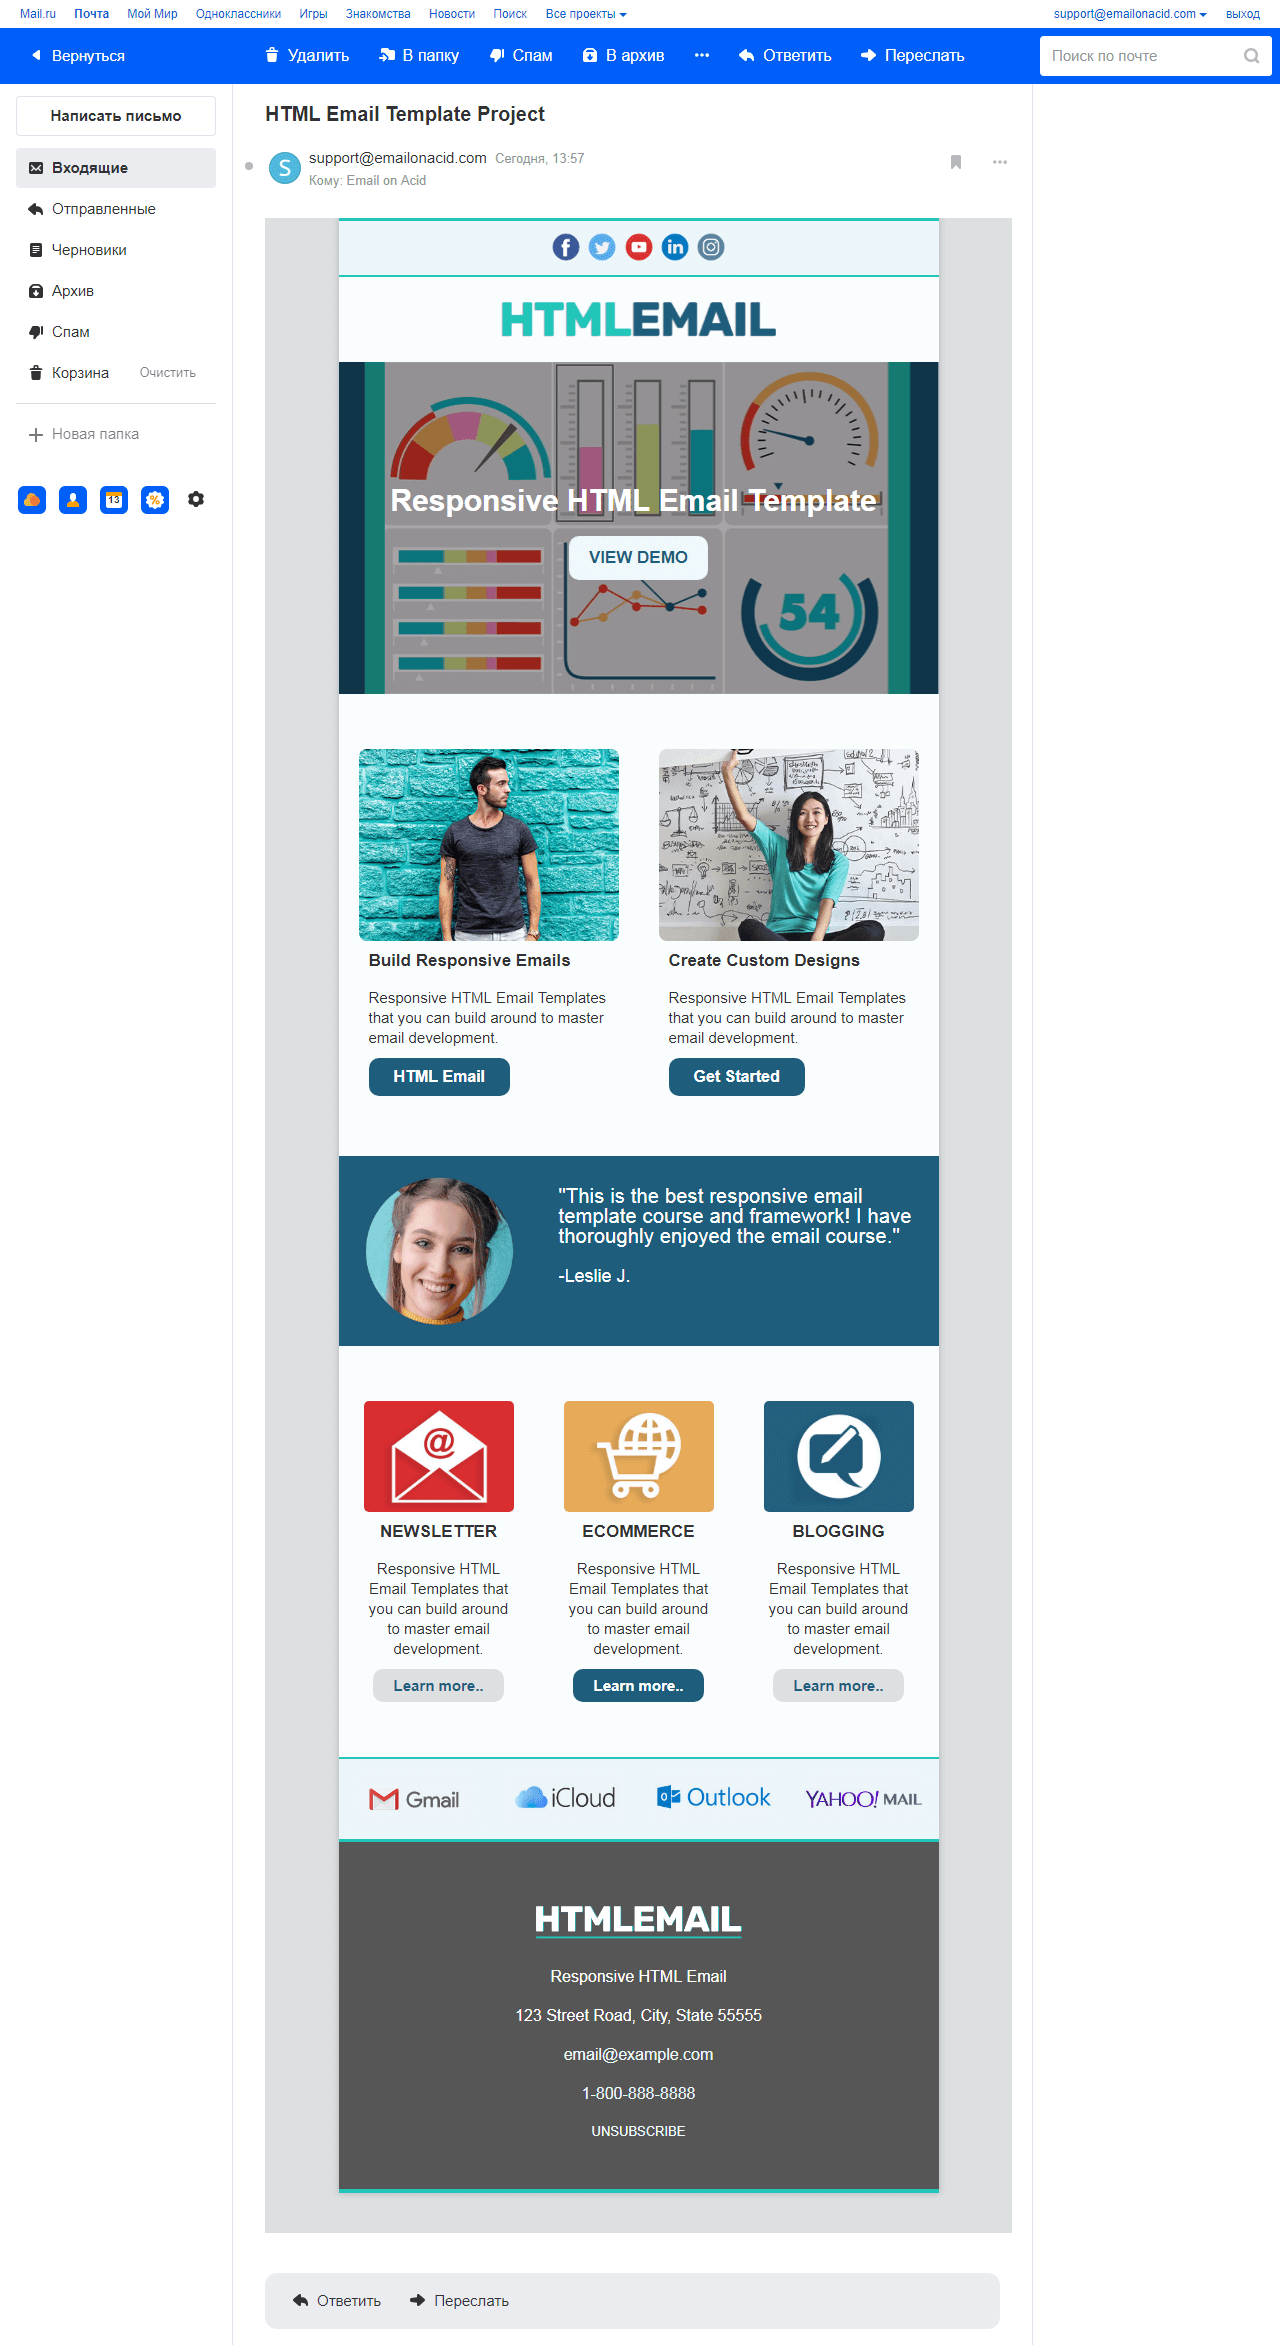 Mail.ru Почта Мой Мир Одноклассники Игры Знакомства Новости Поиск Все проекты support@emailonacid.com выход
Вернуться Удалить В папку Спам В архив Ответить Переслать Поиск по почте
Написать письмо
Входящие
Отправленные
Черновики
Архив
Спам
Корзина Очистить
Новая папка
13
HTML Email Template Project
S
support@emailonacid.com Сегодня, 13:57
Кому: Email on Acid
HTMLEMAIL
Responsive HTML Email Template
VIEW DEMO
54
Build Responsive Emails
Responsive HTML Email Templates
that you can build around to master
email development.
HTML Email
Create Custom Designs
Responsive HTML Email Templates
that you can build around to master
email development.
Get Started
"This is the best responsive email
template course and framework! I have
thoroughly enjoyed the email course."
-Leslie J.
NEWSLETTER
Responsive HTML
Email Templates that
you can build around
to master email
development.
Learn more..
ECOMMERCE
Responsive HTML
Email Templates that
you can build around
to master email
development.
Learn more..
BLOGGING
Responsive HTML
Email Templates that
you can build around
to master email
development.
Learn more..
Gmail iCloud Outlook YAHOO! MAIL
HTMLEMAIL
Responsive HTML Email
123 Street Road, City, State 55555
email@example.com
1-800-888-8888
UNSUBSCRIBE
Ответить Переслать